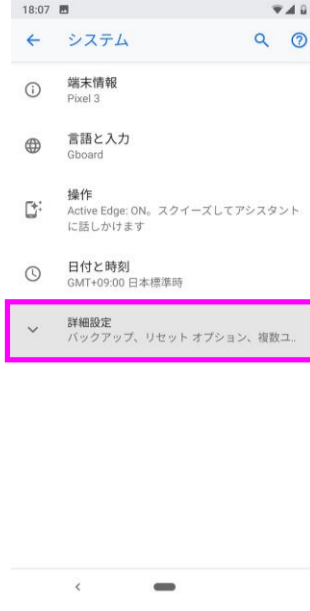 18:07
システム
端末情報
Pixel 3
言語と入力
Gboard
操作
Active Edge: ON。スクイーズしてアシスタント
に話しかけます
日付と時刻
GMT+09:00 日本標準時
詳細設定
バックアップ、リセット オプション、複数ユ..